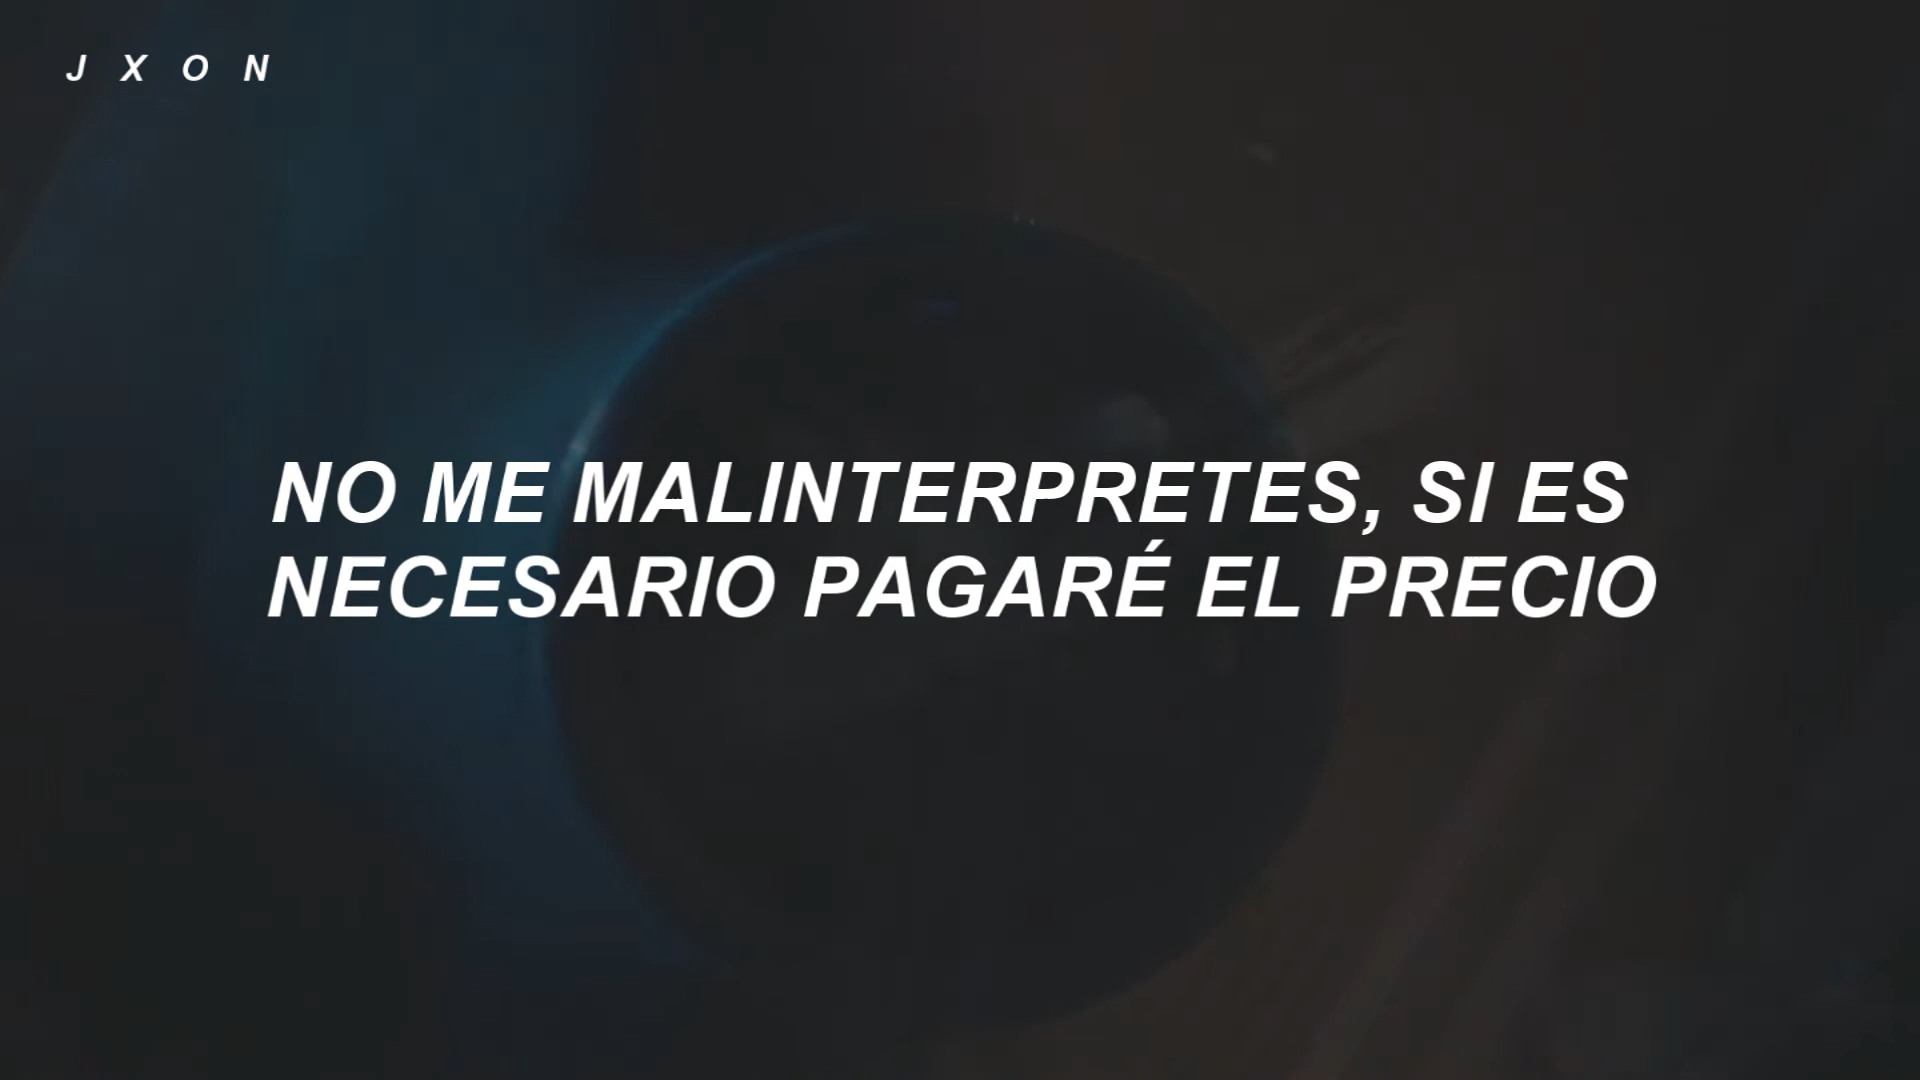 J X O N
NO ME MALINTERPRETES, SI ES
NECESARIO PAGARÉ EL PRECIO